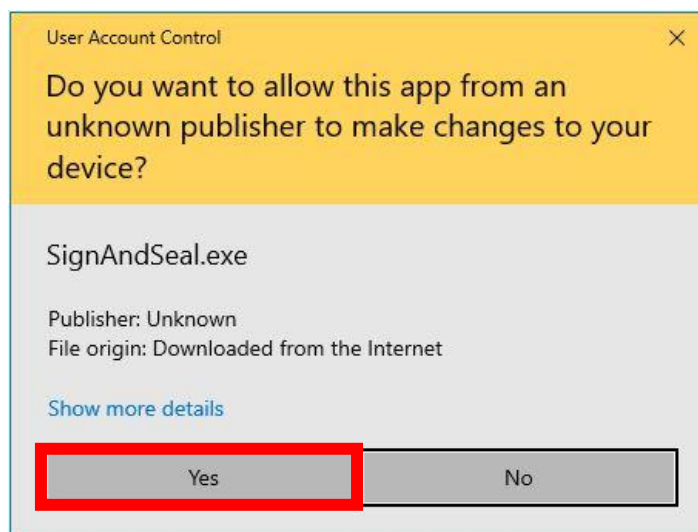 User Account Control
Do you want to allow this app from an
unknown publisher to make changes to your
device?
SignAndSeal.exe
Publisher: Unknown
File origin: Downloaded from the Internet
Show more details
Yes No